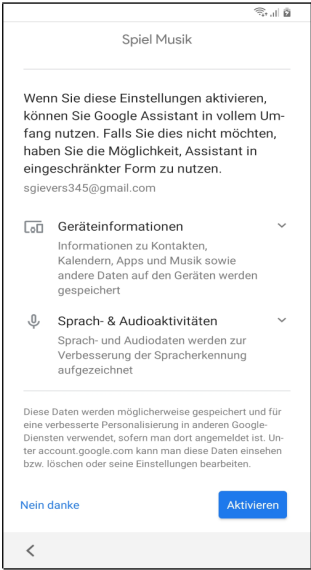 Spiel Musik
Wenn Sie diese Einstellungen aktivieren,
können Sie Google Assistant in vollem Um-
fang nutzen. Falls Sie dies nicht möchten,
haben Sie die Möglichkeit, Assistant in
eingeschränkter Form zu nutzen.
sgievers345@gmail.com
Geräteinformationen
Informationen zu Kontakten,
Kalendern, Apps und Musik sowie
andere Daten auf den Geräten werden
gespeichert
Sprach- & Audioaktivitäten
Sprach- und Audiodaten werden zur
Verbesserung der Spracherkennung
aufgezeichnet
Diese Daten werden möglicherweise gespeichert und für
eine verbesserte Personalisierung in anderen Google-
Diensten verwendet, sofern man dort angemeldet ist. Un-
ter account.google.com kann man diese Daten einsehen
bzw. löschen oder seine Einstellungen bearbeiten.
Nein danke
Aktivieren